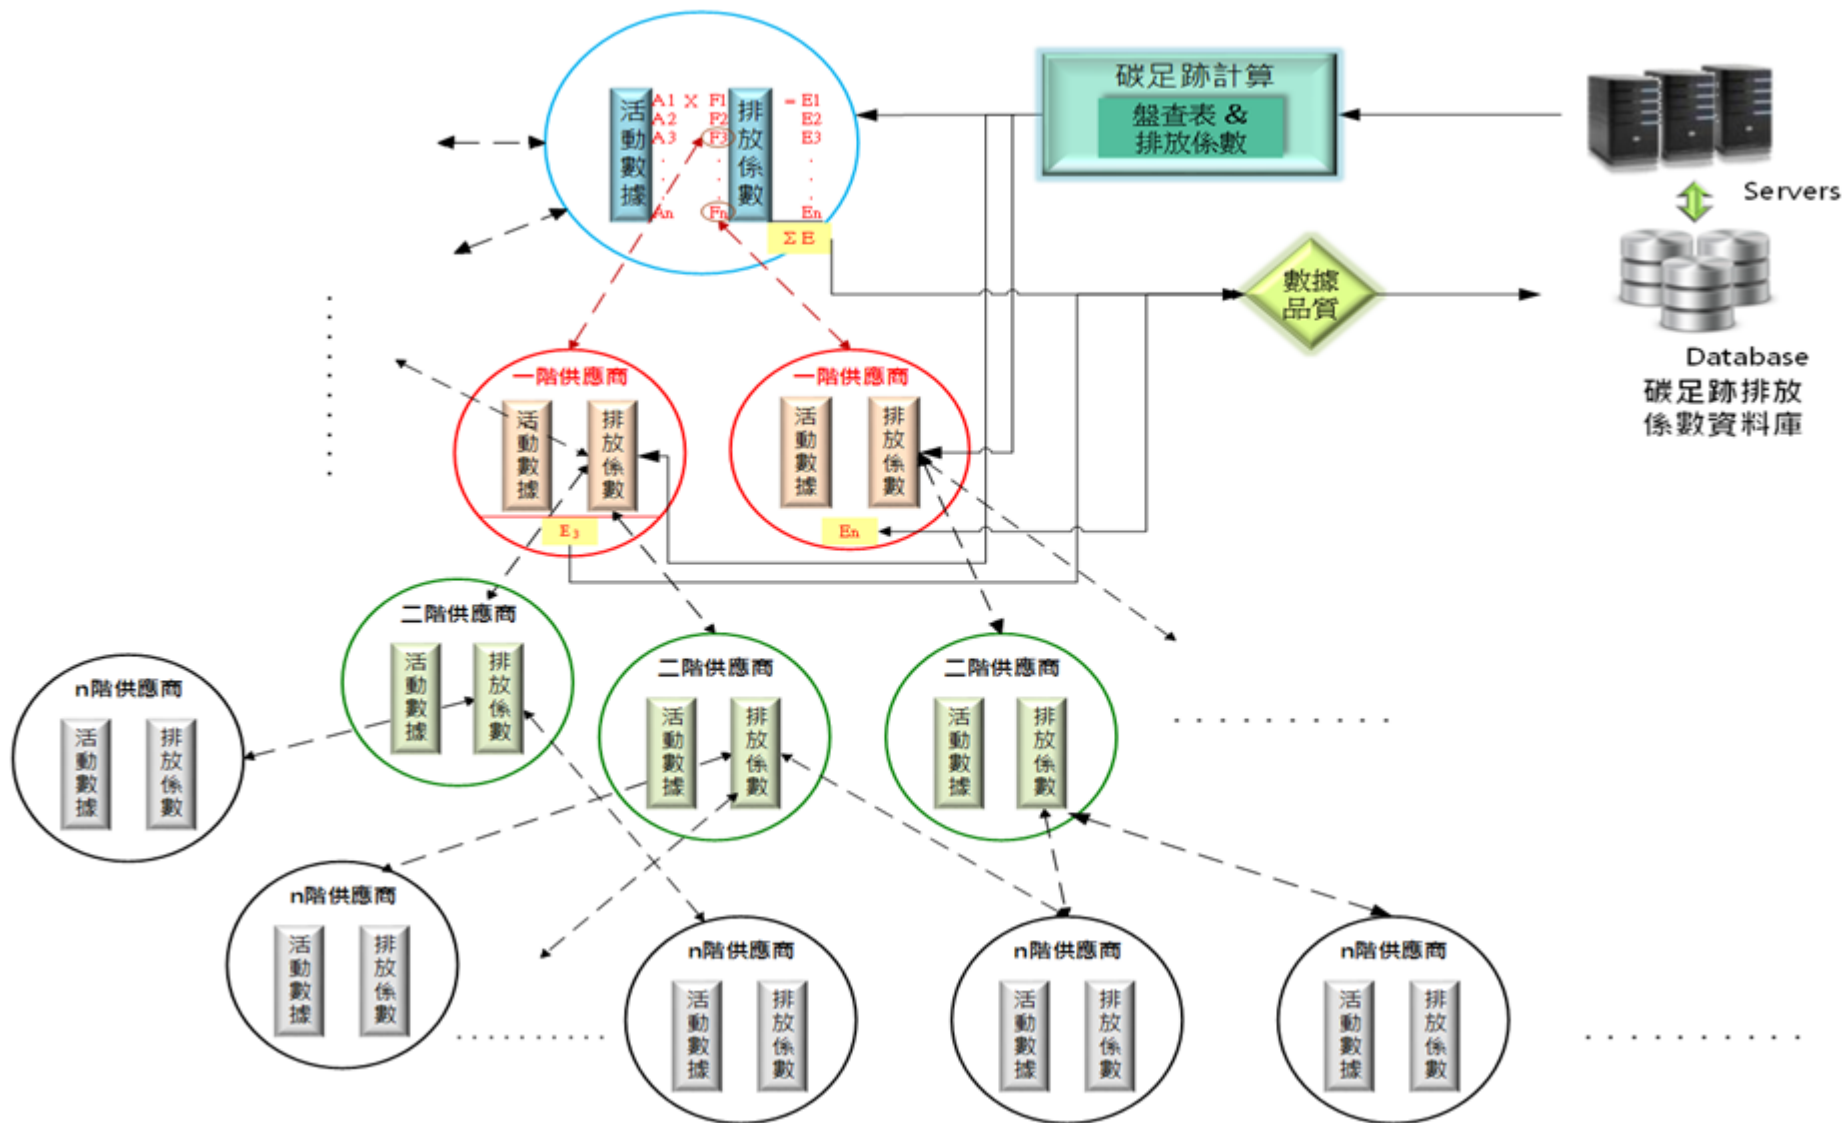 碳足跡計算
盤查表 &
排放係數
活動數據
A1 X F1
A2 F2
A3 F3
An Fn
排放係數
= E1
E2
E3
En
Σ E
Servers
數據
品質
Database
碳足跡排放
係數資料庫
一階供應商
活動數據
排放係數
E3
一階供應商
活動數據
排放係數
En
二階供應商
活動數據
排放係數
二階供應商
活動數據
排放係數
二階供應商
活動數據
排放係數
n階供應商
活動數據
排放係數
n階供應商
活動數據
排放係數
n階供應商
活動數據
排放係數
n階供應商
活動數據
排放係數
n階供應商
活動數據
排放係數